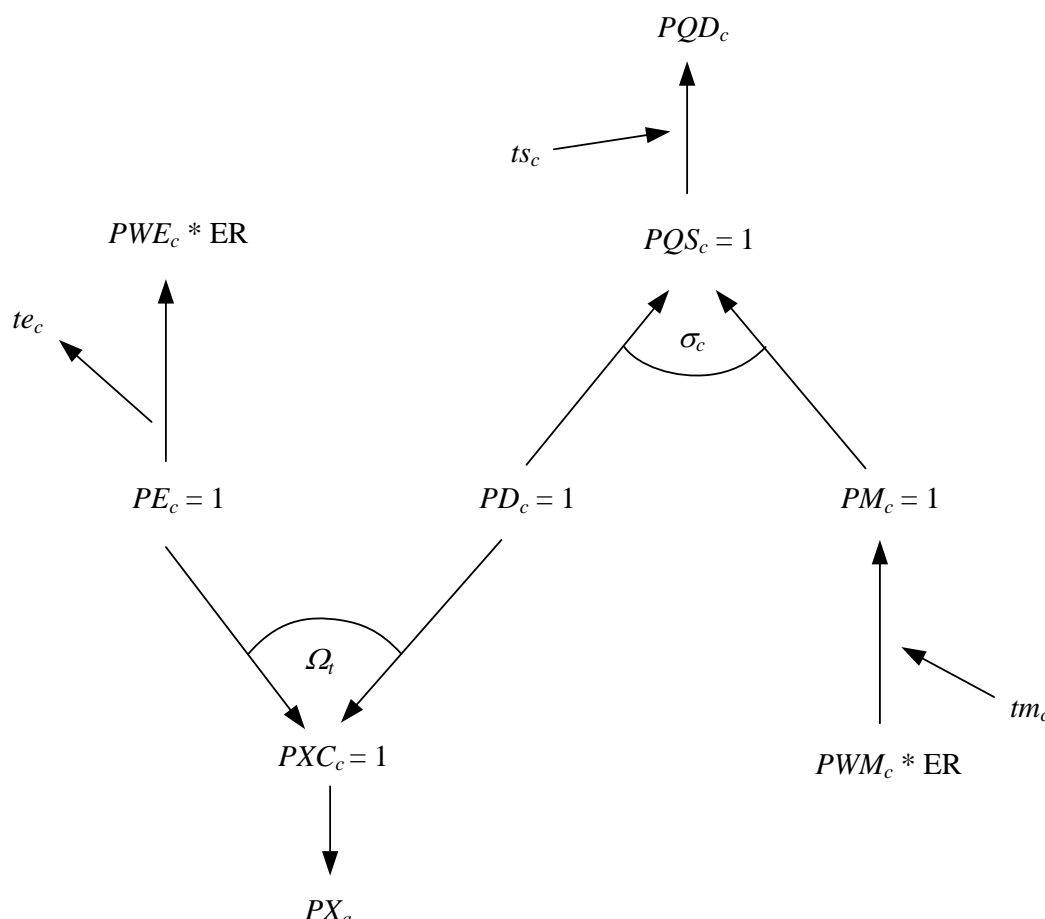 PQD_c
ts_c
PWE_c * ER
PQS_c = 1
te_c
σ_c
PE_c = 1
PD_c = 1
PM_c = 1
Ω_t
tm_c
PXC_c = 1
PWM_c * ER
PX_a